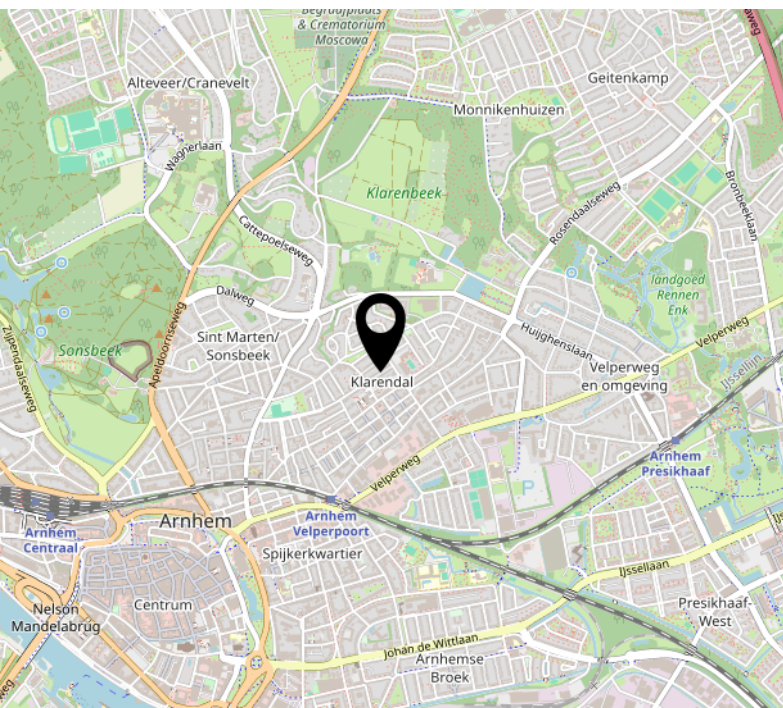 Begraafplaats
& Crematorium
Moscowa
Alteveer/Cranevelt
Geitenkamp
Monnikenhuizen
Wagnerlaan
Klarenbeek
Bronbeeklaan
Rosendaalseweg
Cattepoelseweg
landgoed
Rennen
Enk
Dalweg
Apeldoornseweg
Zijpendaalseweg
Sint Marten/
Sonsbeek
Sonsbeek
Huijghenslaan
Velperweg
Velperweg
en omgeving
IJssellijn
Klarendal
Velperweg
Arnhem
Presikhaaf
P
Arnhem
Velperpoort
Arnhem
Arnhem
Centraal
Spijkerkwartier
IJssellaan
Centrum
Nelson
Mandelabrug
Presikhaaf-
West
Johan de Wittlaan
Arnhemse
Broek